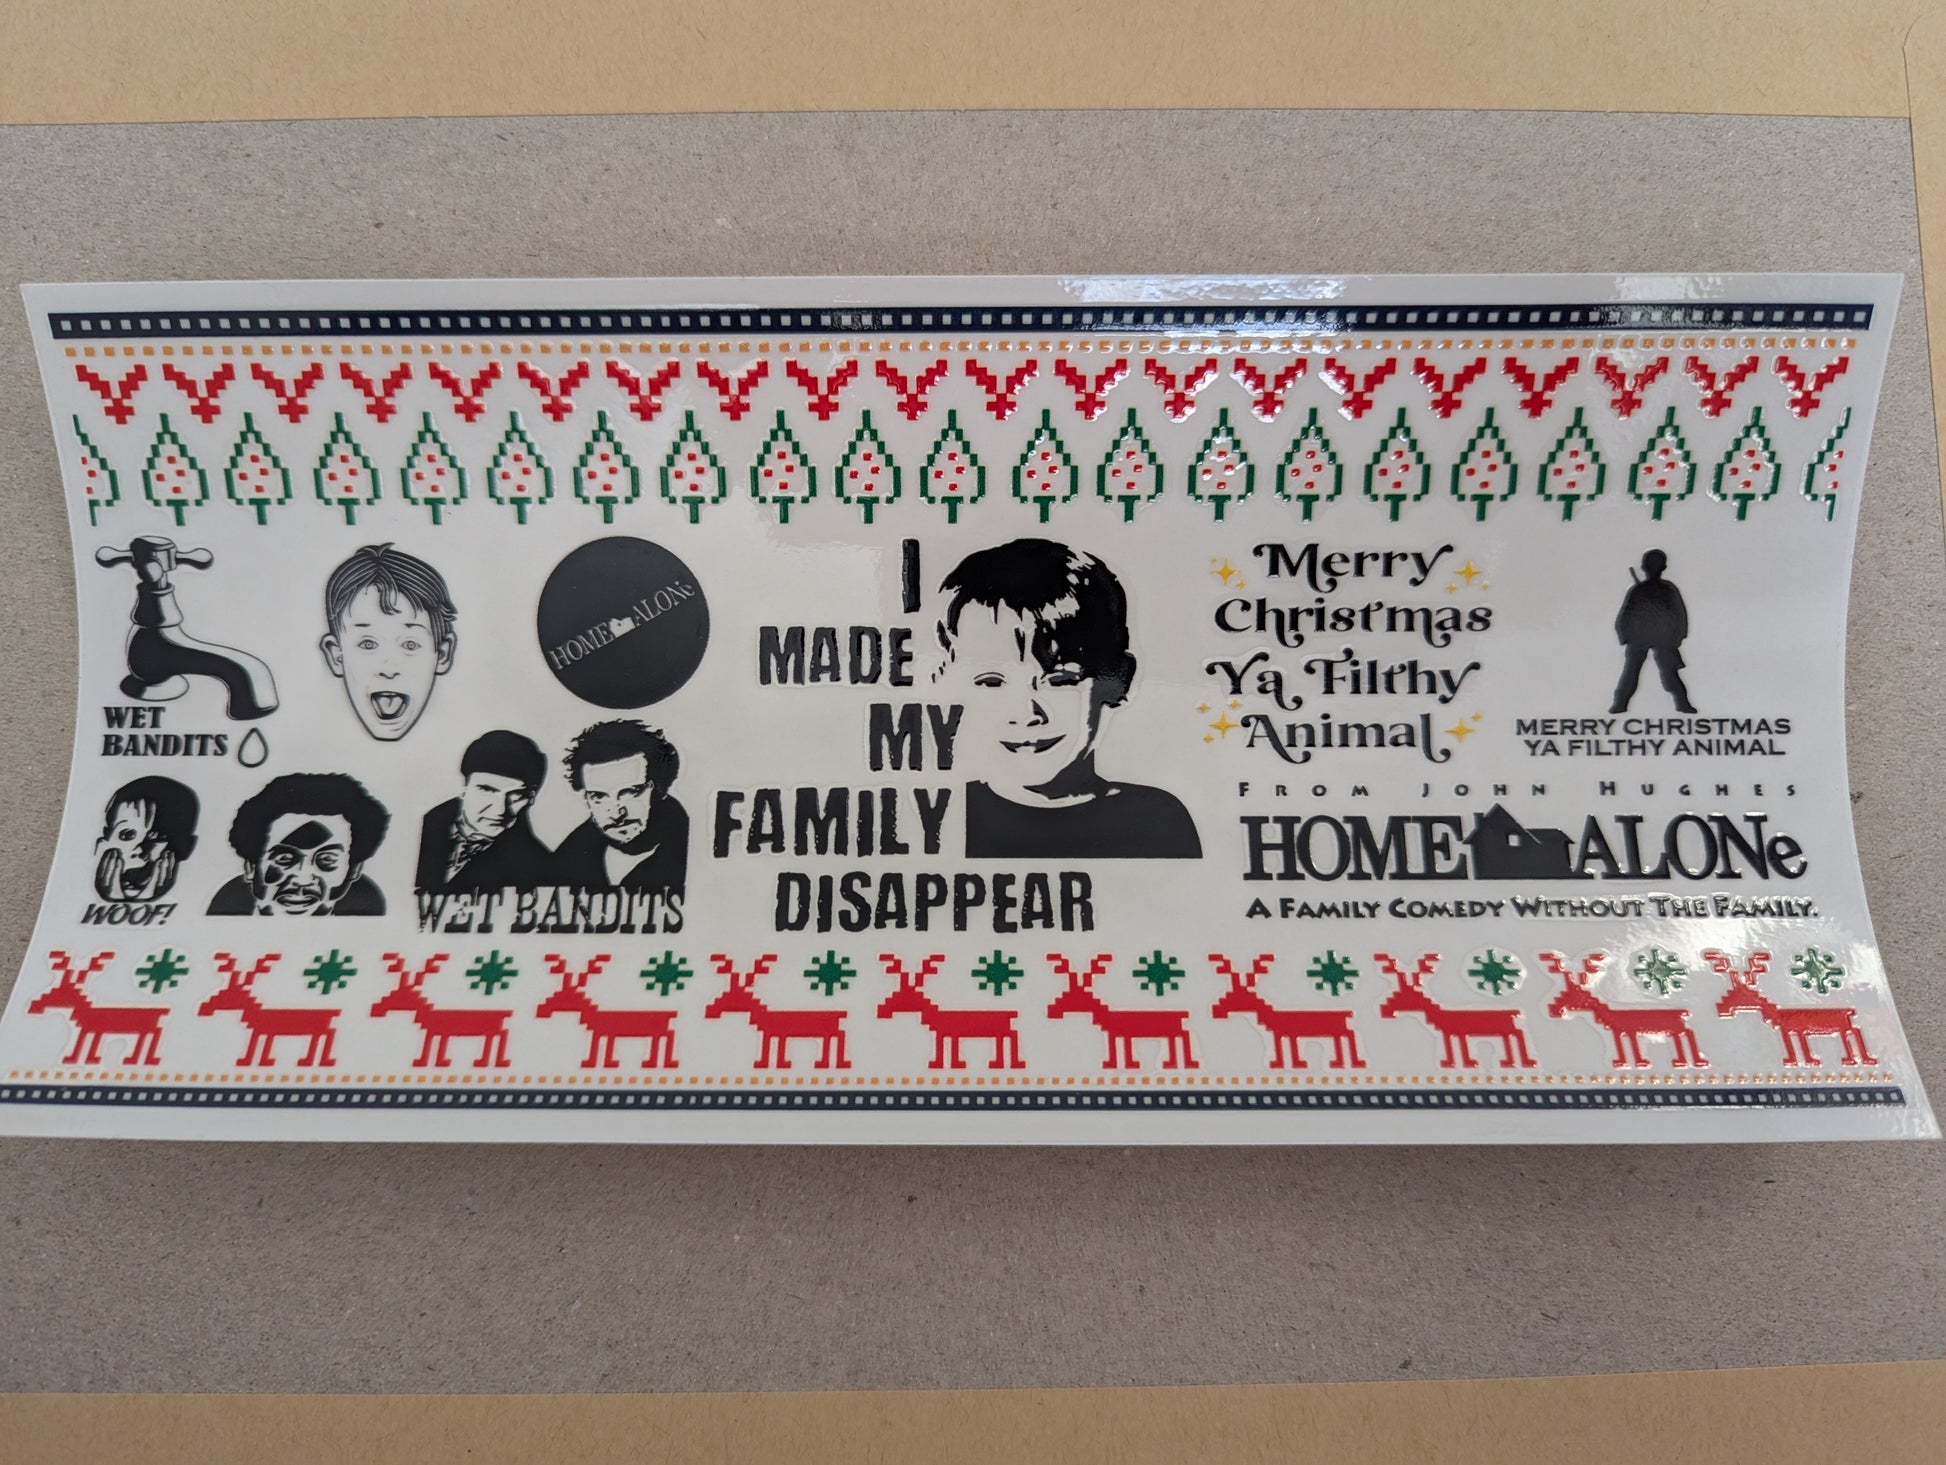 WET
BANDITS
HOME ALONe
WOOF!
WET BANDITS
I
MADE
MY
FAMILY
DISAPPEAR
Merry
Christmas
Ya Filthy
Animal
MERRY CHRISTMAS
YA FILTHY ANIMAL
FROM JOHN HUGHES
HOME ALONe
A FAMILY COMEDY WITHOUT THE FAMILY.